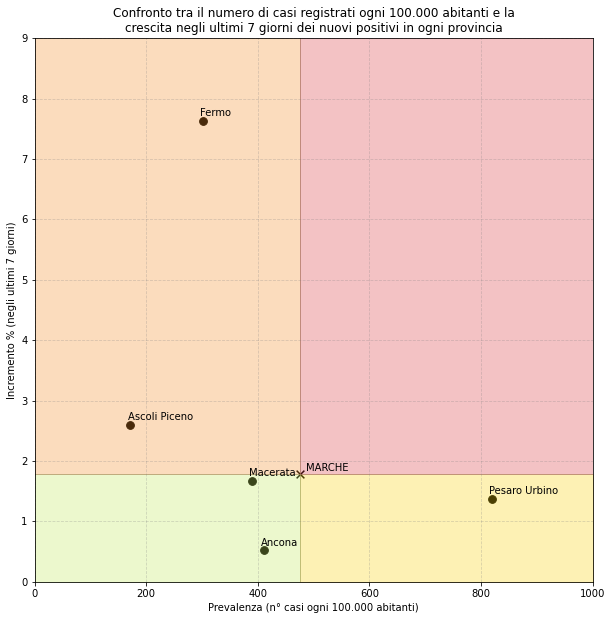 Confronto tra il numero di casi registrati ogni 100.000 abitanti e la
crescita negli ultimi 7 giorni dei nuovi positivi in ogni provincia
9
8
Fermo
7
6
Incremento % (negli ultimi 7 giorni)
5
4
3
Ascoli Piceno
2
Macerata
MARCHE
Pesaro Urbino
1
Ancona
0
0 200 400 600 800 1000
Prevalenza (n° casi ogni 100.000 abitanti)